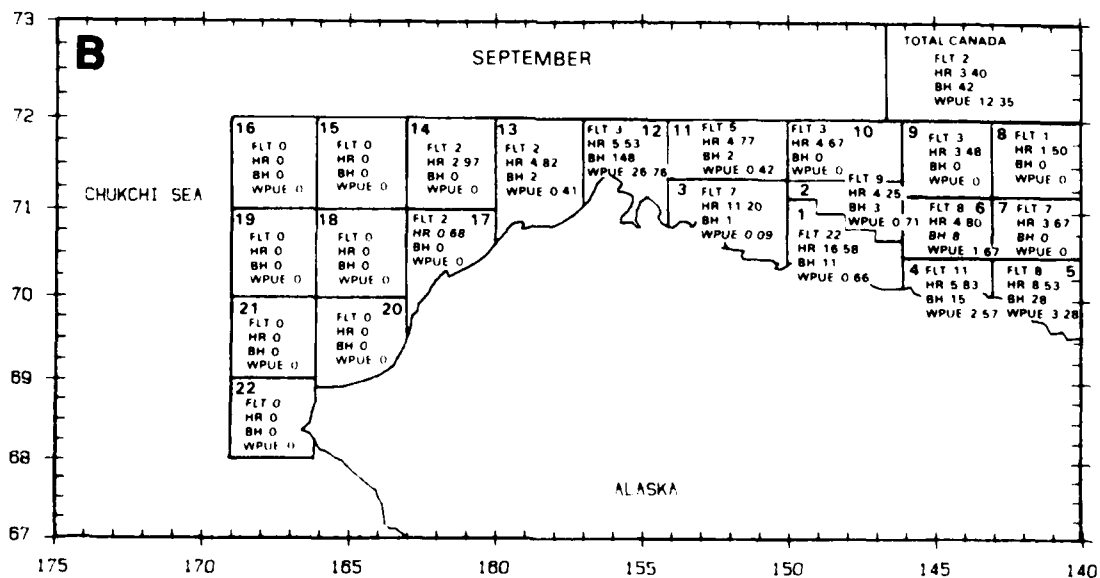 73
B
SEPTEMBER
TOTAL CANADA
FLT 2
HR 3.40
BH 42
WPUE 12.35
72
16
FLT 0
HR 0
BH 0
WPUE 0
15
FLT 0
HR 0
BH 0
WPUE 0
14
FLT 2
HR 2.97
BH 0
WPUE 0
13
FLT 2
HR 4.82
BH 2
WPUE 0.41
FLT 3 12
HR 5.53
BH 148
WPUE 26.76
11 FLT 5
HR 4.77
BH 2
WPUE 0.42
FLT 3 10
HR 4.67
BH 0
WPUE 0
9 FLT 3
HR 3.48
BH 0
WPUE 0
8 FLT 1
HR 1.50
BH 0
WPUE 0
CHUKCHI SEA
71
19
FLT 0
HR 0
BH 0
WPUE 0
18
FLT 0
HR 0
BH 0
WPUE 0
FLT 2 17
HR 0.68
BH 0
WPUE 0
3 FLT 7
HR 11.20
BH 1
WPUE 0.09
2 FLT 9
HR 4.25
BH 3
WPUE 0.71
1
FLT 22
HR 16.58
BH 11
WPUE 0.66
FLT 8 6
HR 4.80
BH 8
WPUE 1.67
7 FLT 7
HR 3.67
BH 0
WPUE 0
70
21
FLT 0
HR 0
BH 0
WPUE 0
20
FLT 0
HR 0
BH 0
WPUE 0
4 FLT 11
HR 5.83
BH 15
WPUE 2.57
FLT 8 5
HR 8.53
BH 28
WPUE 3.28
69
22
FLT 0
HR 0
BH 0
WPUE 0
68
ALASKA
67
175 170 165 160 155 150 145 140